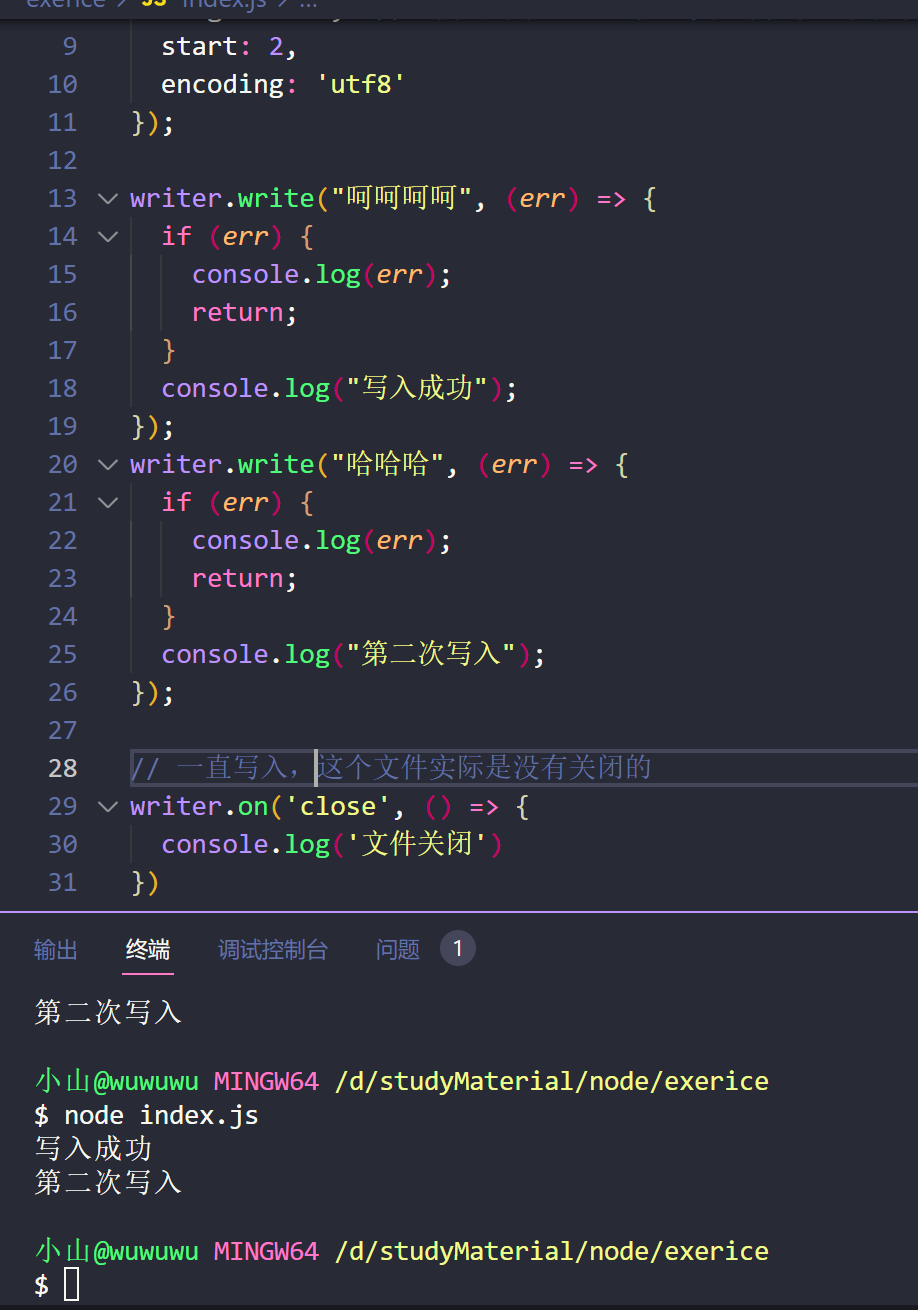 exerice > JS index.js > ...
9 start: 2,
10 encoding: 'utf8'
11 });
12
13 writer.write("呵呵呵呵", (err) => {
14 if (err) {
15 console.log(err);
16 return;
17 }
18 console.log("写入成功");
19 });
20 writer.write("哈哈哈", (err) => {
21 if (err) {
22 console.log(err);
23 return;
24 }
25 console.log("第二次写入");
26 });
27
28 // 一直写入，这个文件实际是没有关闭的
29 writer.on('close', () => {
30 console.log('文件关闭')
31 })
输出 终端 调试控制台 问题 1
第二次写入
小山@wuwuwu MINGW64 /d/studyMaterial/node/exerice
$ node index.js
写入成功
第二次写入
小山@wuwuwu MINGW64 /d/studyMaterial/node/exerice
$